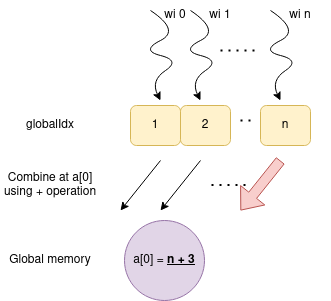 wi 0 wi 1 wi n
.....
globalIdx 1 2 .. n
Combine at a[0]
using + operation
.....
Global memory a[0] = n + 3